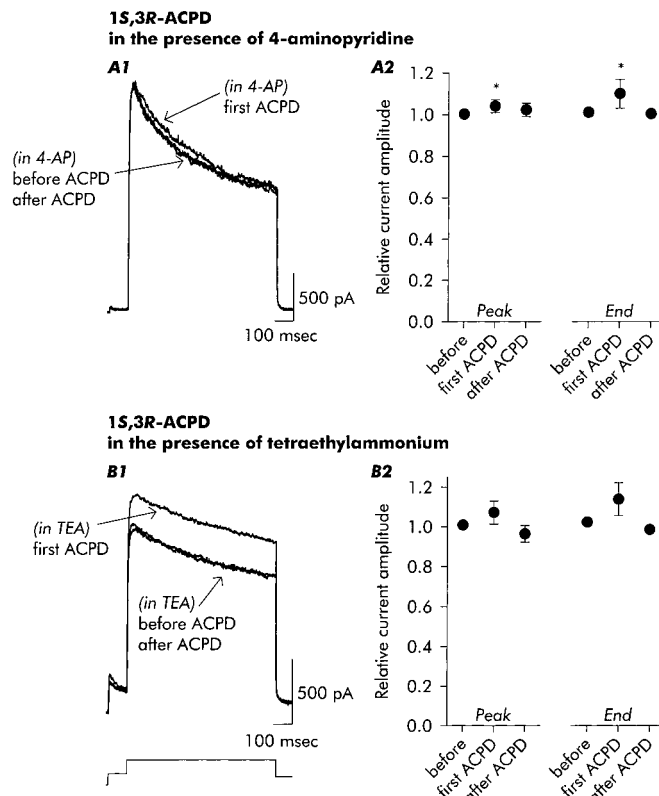 1S,3R-ACPD
in the presence of 4-aminopyridine
A1
(in 4-AP)
first ACPD
(in 4-AP)
before ACPD
after ACPD
500 pA
100 msec
A2
Relative current amplitude
1.2
1.0
0.8
0.6
0.4
0.2
0.0
*
*
Peak
End
before
first ACPD
after ACPD
before
first ACPD
after ACPD
1S,3R-ACPD
in the presence of tetraethylammonium
B1
(in TEA)
first ACPD
(in TEA)
before ACPD
after ACPD
500 pA
100 msec
B2
Relative current amplitude
1.2
1.0
0.8
0.6
0.4
0.2
0.0
Peak
End
before
first ACPD
after ACPD
before
first ACPD
after ACPD